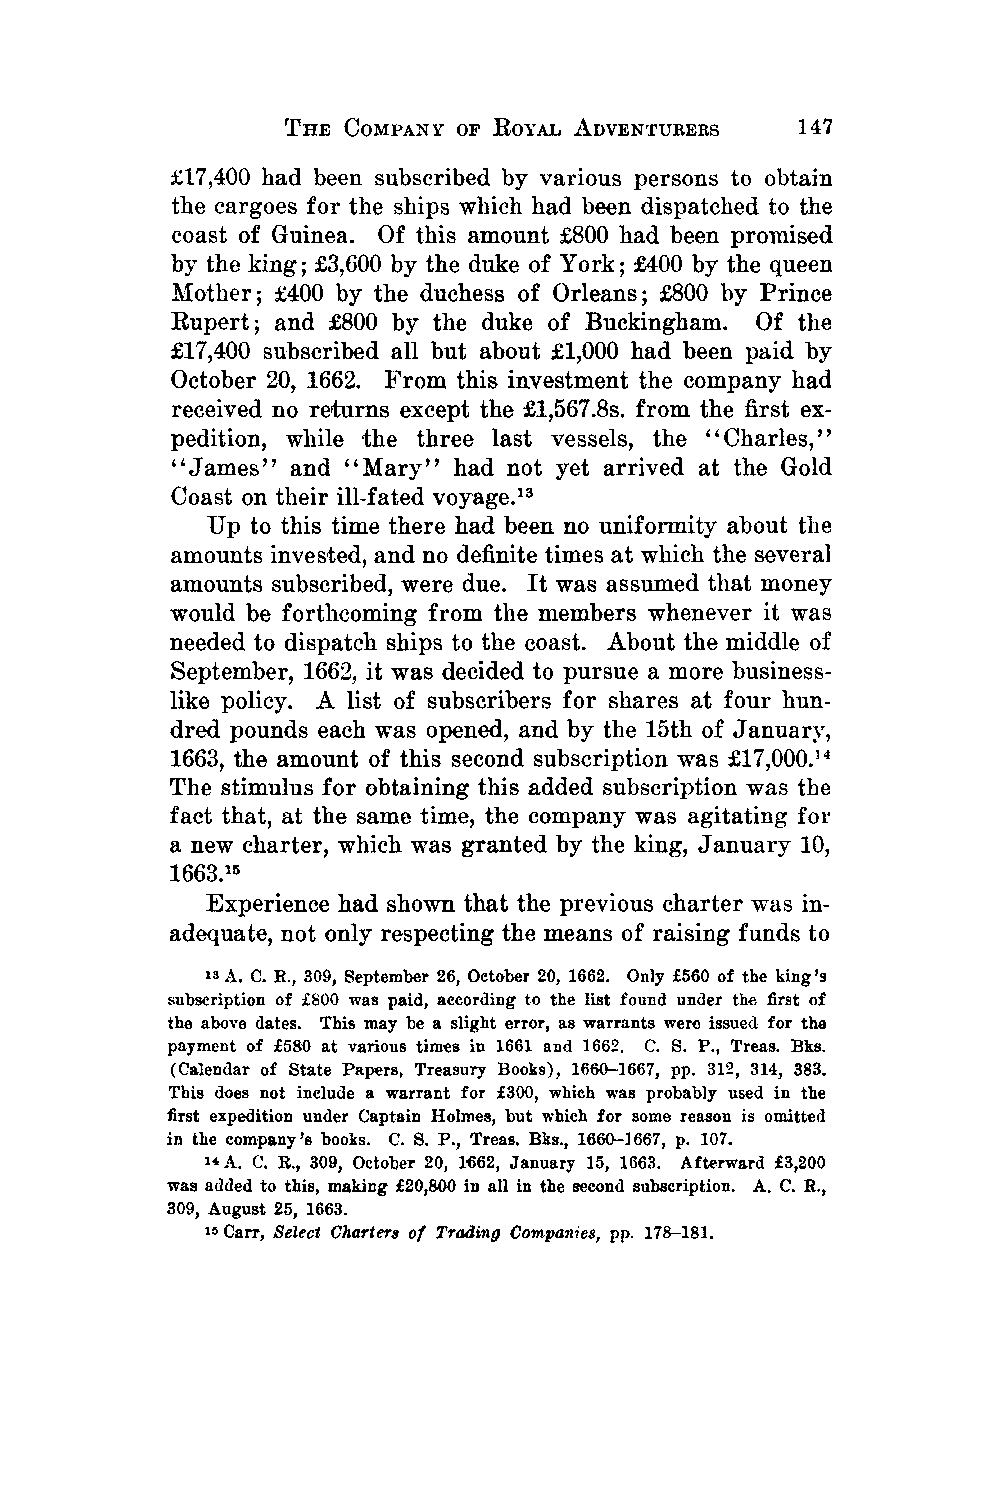 THE COMPANY OF ROYAL ADVENTURERS 147
£17,400 had been subscribed by various persons to obtain
the cargoes for the ships which had been dispatched to the
coast of Guinea. Of this amount £800 had been promised
by the king; £3,600 by the duke of York; £400 by the queen
Mother; £400 by the duchess of Orleans; £800 by Prince
Rupert; and £800 by the duke of Buckingham. Of the
£17,400 subscribed all but about £1,000 had been paid by
October 20, 1662. From this investment the company had
received no returns except the £1,567.8s. from the first ex-
pedition, while the three last vessels, the “Charles,”
“James” and “Mary” had not yet arrived at the Gold
Coast on their ill-fated voyage.¹³
Up to this time there had been no uniformity about the
amounts invested, and no definite times at which the several
amounts subscribed, were due. It was assumed that money
would be forthcoming from the members whenever it was
needed to dispatch ships to the coast. About the middle of
September, 1662, it was decided to pursue a more business-
like policy. A list of subscribers for shares at four hun-
dred pounds each was opened, and by the 15th of January,
1663, the amount of this second subscription was £17,000.¹⁴
The stimulus for obtaining this added subscription was the
fact that, at the same time, the company was agitating for
a new charter, which was granted by the king, January 10,
1663.¹⁵
Experience had shown that the previous charter was in-
adequate, not only respecting the means of raising funds to
¹³ A. C. R., 309, September 26, October 20, 1662. Only £560 of the king's
subscription of £800 was paid, according to the list found under the first of
the above dates. This may be a slight error, as warrants were issued for the
payment of £580 at various times in 1661 and 1662. C. S. P., Treas. Bks.
(Calendar of State Papers, Treasury Books), 1660–1667, pp. 312, 314, 383.
This does not include a warrant for £300, which was probably used in the
first expedition under Captain Holmes, but which for some reason is omitted
in the company's books. C. S. P., Treas. Bks., 1660–1667, p. 107.
¹⁴ A. C. R., 309, October 20, 1662, January 15, 1663. Afterward £3,200
was added to this, making £20,800 in all in the second subscription. A. C. R.,
309, August 25, 1663.
¹⁵ Carr, Select Charters of Trading Companies, pp. 178–181.